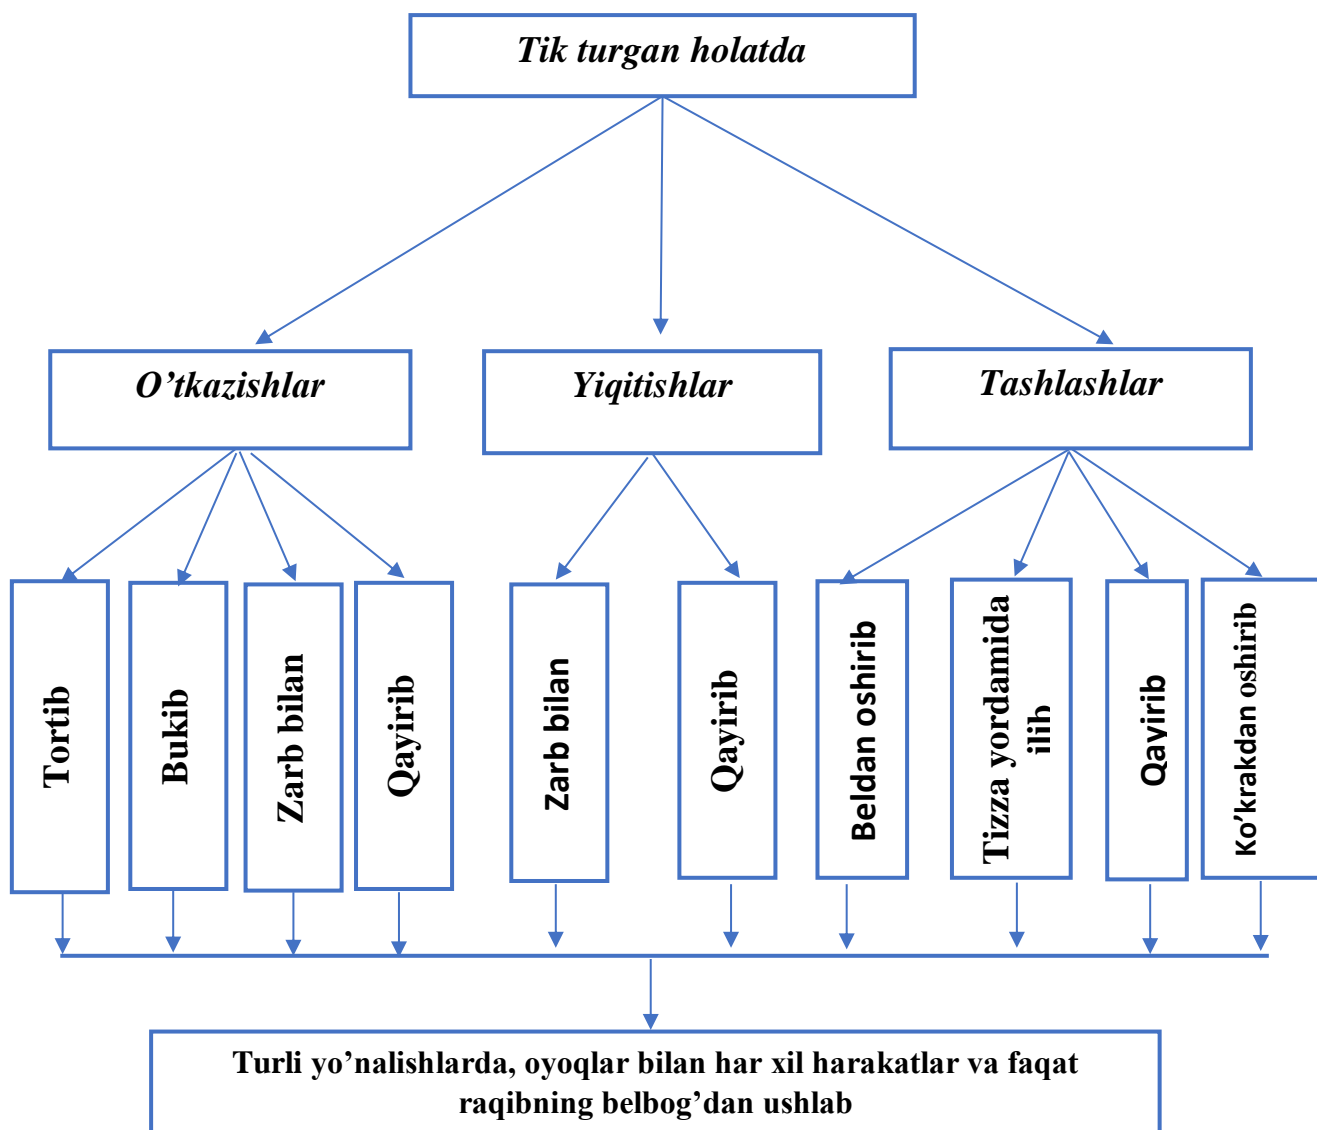 Tik turgan holatda
O’tkazishlar
Yiqitishlar
Tashlashlar
Tortib
Bukib
Zarb bilan
Qayirib
Zarb bilan
Qayirib
Beldan oshirib
Tizza yordamida
ilib
Qayirib
Ko’krakdan oshirib
Turli yo’nalishlarda, oyoqlar bilan har xil harakatlar va faqat
raqibning belbog’dan ushlab